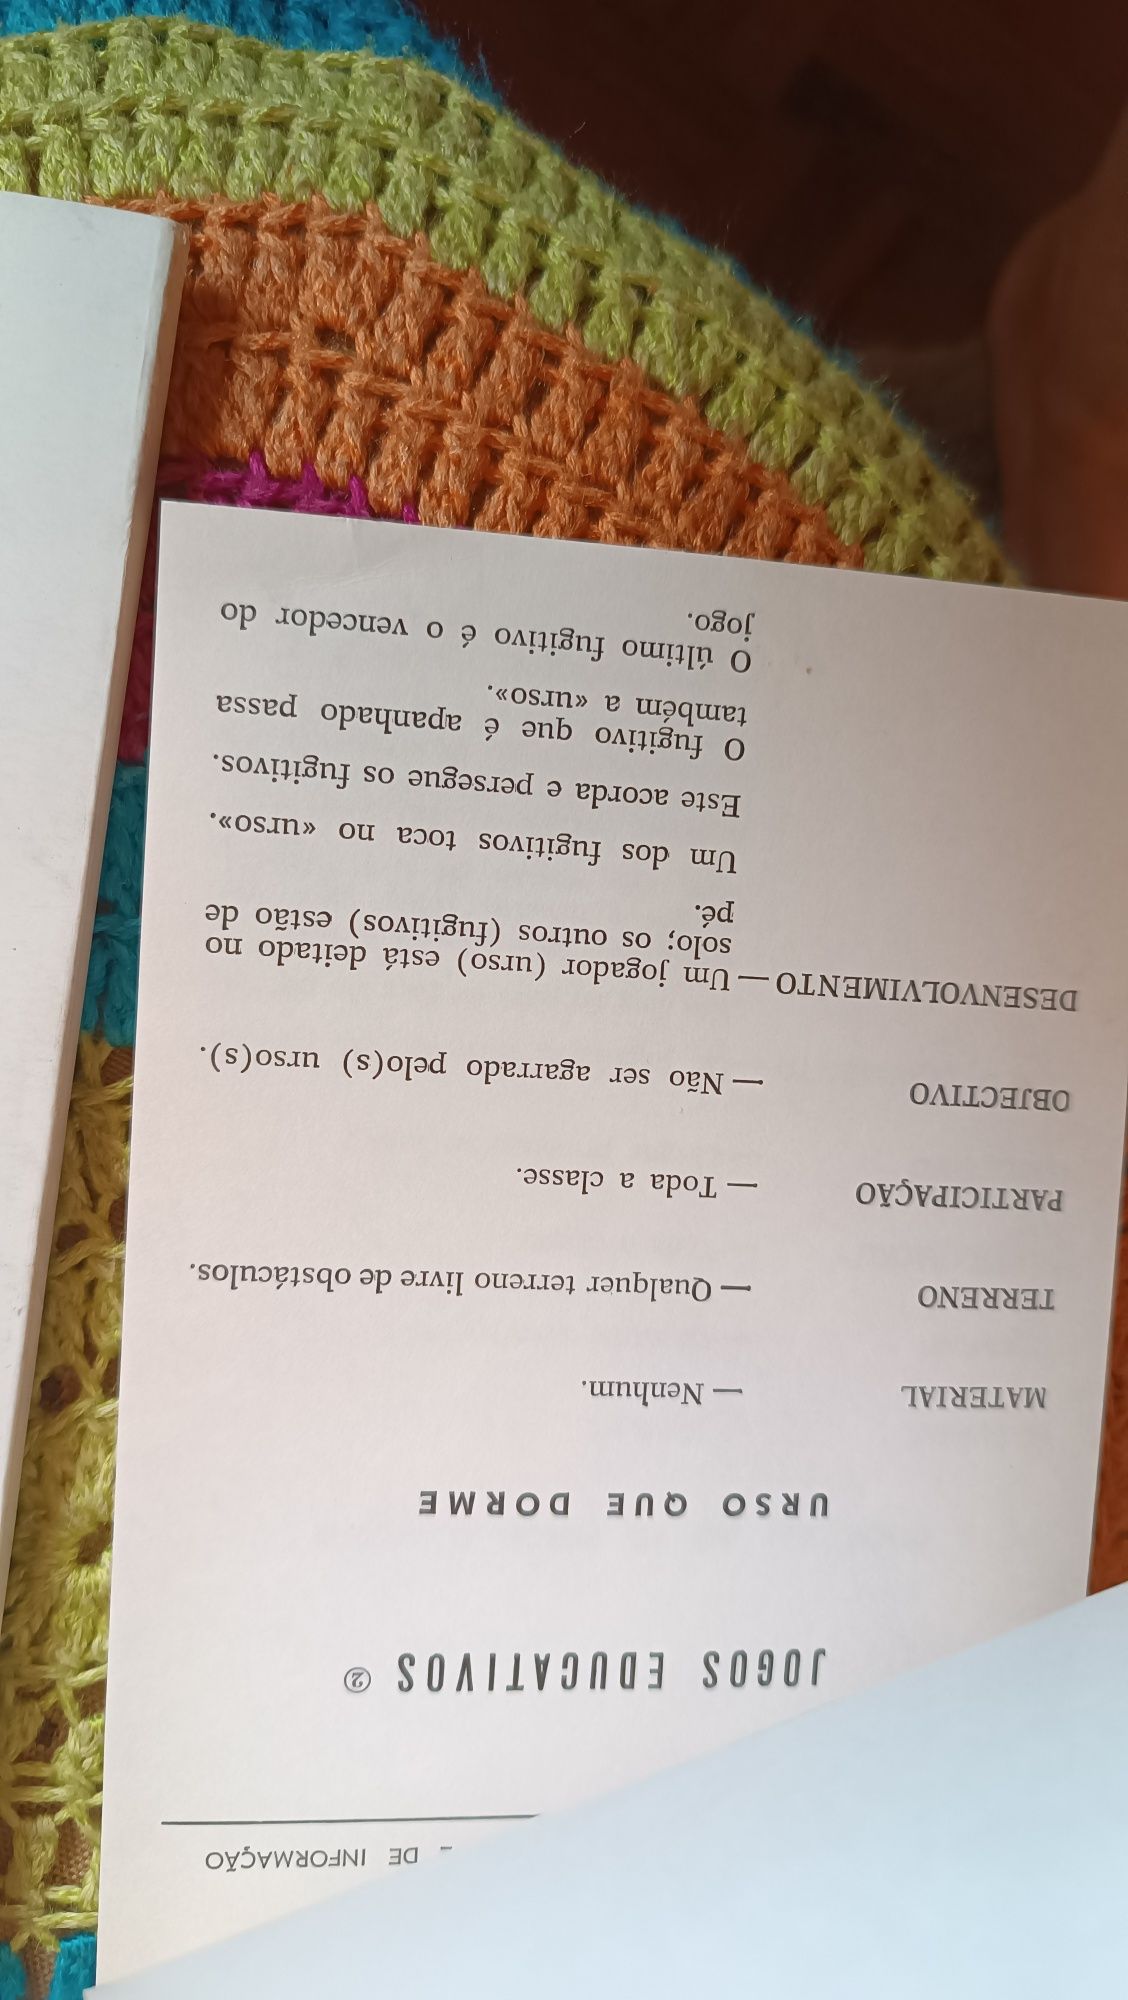 DE INFORMAÇÃO
JOGOS EDUCATIVOS ②
URSO QUE DORME
MATERIAL — Nenhum.
TERRENO — Qualquer terreno livre de obstáculos.
PARTICIPAÇÃO — Toda a classe.
OBJECTIVO — Não ser agarrado pelo(s) urso(s).
DESENVOLVIMENTO — Um jogador (urso) está deitado no
solo; os outros (fugitivos) estão de
pé.
Um dos fugitivos toca no «urso».
Este acorda e persegue os fugitivos.
O fugitivo que é apanhado passa
também a «urso».
O último fugitivo é o vencedor do
jogo.